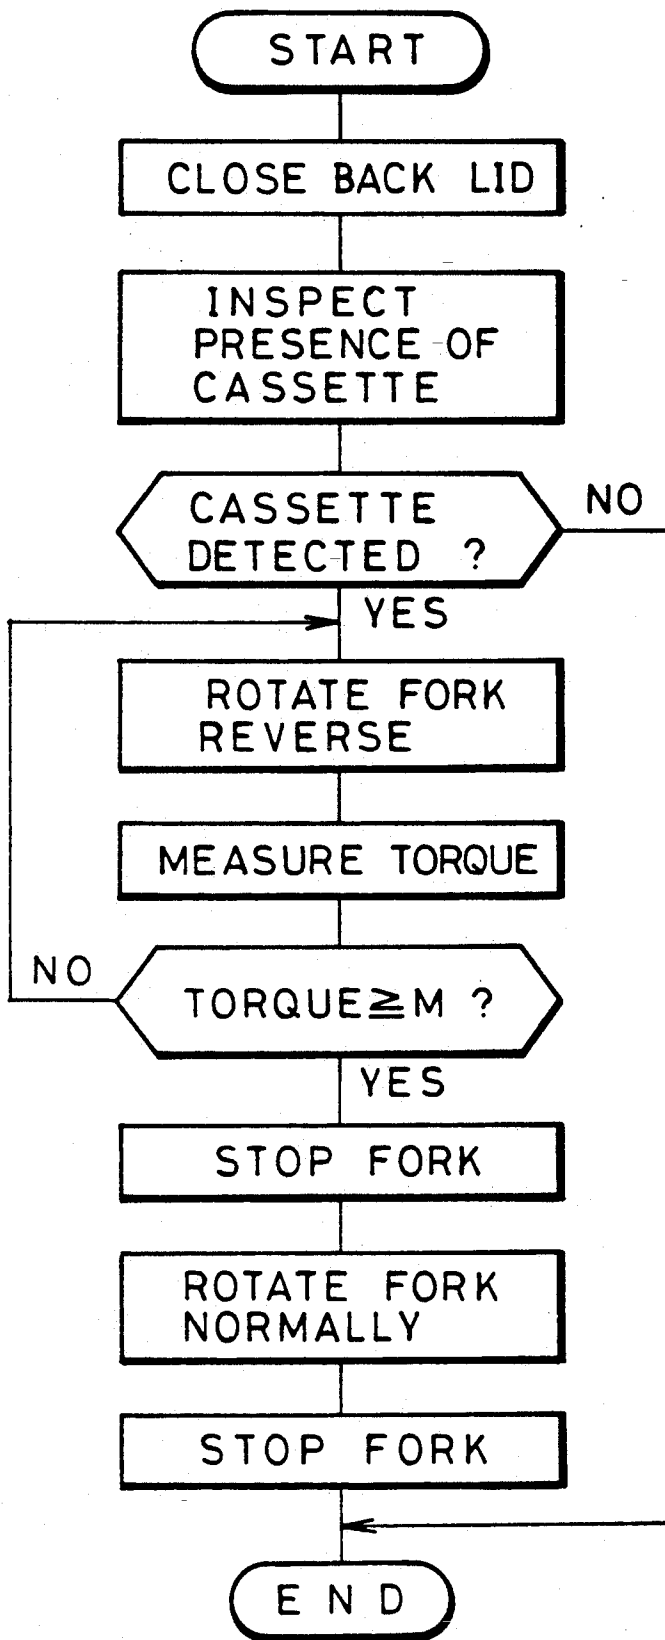 START
CLOSE BACK LID
INSPECT
PRESENCE OF
CASSETTE
CASSETTE
DETECTED ?
NO
YES
ROTATE FORK
REVERSE
MEASURE TORQUE
NO
TORQUE≧M ?
YES
STOP FORK
ROTATE FORK
NORMALLY
STOP FORK
END